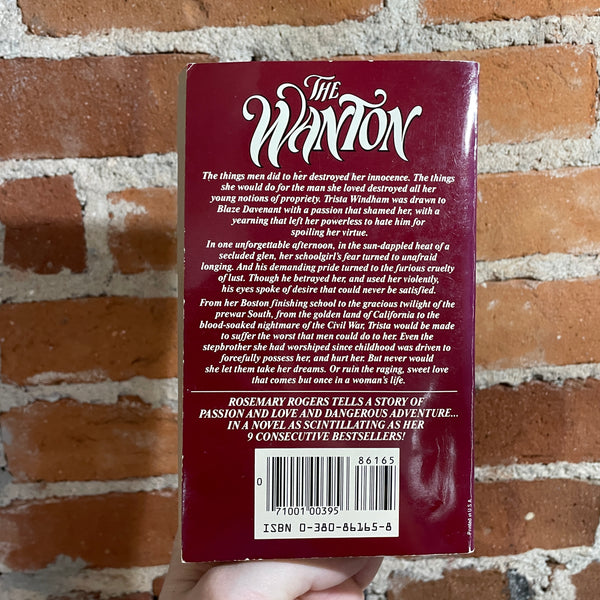 THE
WANTON
The things men did to her destroyed her innocence. The things
she would do for the man she loved destroyed all her
young notions of propriety. Trista Windham was drawn to
Blaze Davenant with a passion that shamed her, with a
yearning that left her powerless to hate him for
spoiling her virtue.
In one unforgettable afternoon, in the sun-dappled heat of a
secluded glen, her schoolgirl's fear turned to unafraid
longing. And his demanding pride turned to the furious cruelty
of lust. Though he betrayed her, and used her violently,
his eyes spoke of desire that could never be satisfied.
From her Boston finishing school to the gracious twilight of the
prewar South, from the golden land of California to the
blood-soaked nightmare of the Civil War, Trista would be made
to suffer the worst that men could do to her. Even the
stepbrother she had worshiped since childhood was driven to
forcefully possess her, and hurt her. But never would
she let them take her dreams. Or ruin the raging, sweet love
that comes but once in a woman's life.
ROSEMARY ROGERS TELLS A STORY OF
PASSION AND LOVE AND DANGEROUS ADVENTURE...
IN A NOVEL AS SCINTILLATING AS HER
9 CONSECUTIVE BESTSELLERS!
86165
0
71001 00395
ISBN 0-380-86165-8
Printed in U.S.A.